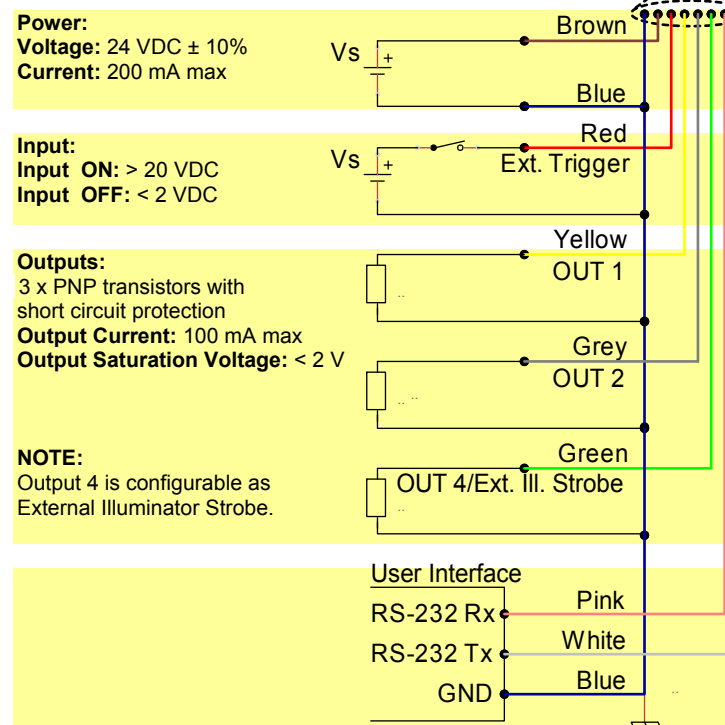 Power:
Voltage: 24 VDC ± 10%
Current: 200 mA max
Vs
+
Brown
Blue
Input:
Input ON: > 20 VDC
Input OFF: < 2 VDC
Vs
+
Red
Ext. Trigger
Outputs:
3 x PNP transistors with
short circuit protection
Output Current: 100 mA max
Output Saturation Voltage: < 2 V
Yellow
OUT 1
Grey
OUT 2
NOTE:
Output 4 is configurable as
External Illuminator Strobe.
Green
OUT 4/Ext. Ill. Strobe
User Interface
RS-232 Rx
Pink
RS-232 Tx
White
GND
Blue